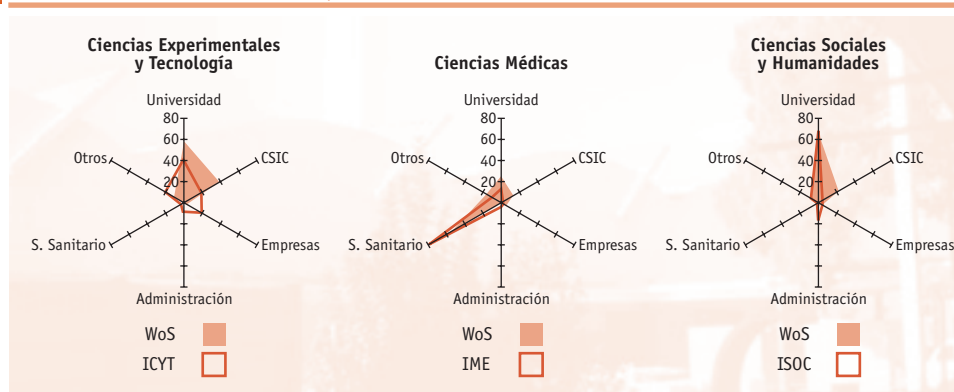 Ciencias Experimentales
y Tecnología
Universidad
80
60
40
20
Otros
CSIC
S. Sanitario
Empresas
Administración
WoS
ICYT
Ciencias Médicas
Universidad
80
60
40
20
Otros
CSIC
S. Sanitario
Empresas
Administración
WoS
IME
Ciencias Sociales
y Humanidades
Universidad
80
60
40
20
Otros
CSIC
S. Sanitario
Empresas
Administración
WoS
ISOC